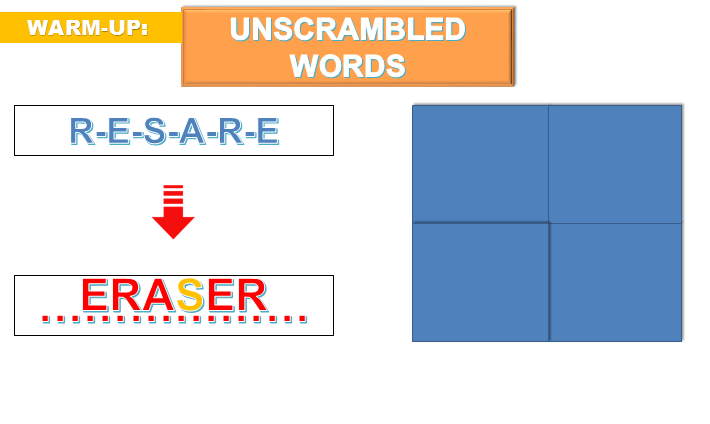 WARM-UP:
UNSCRAMBLED
WORDS
R-E-S-A-R-E
ERASER
..................